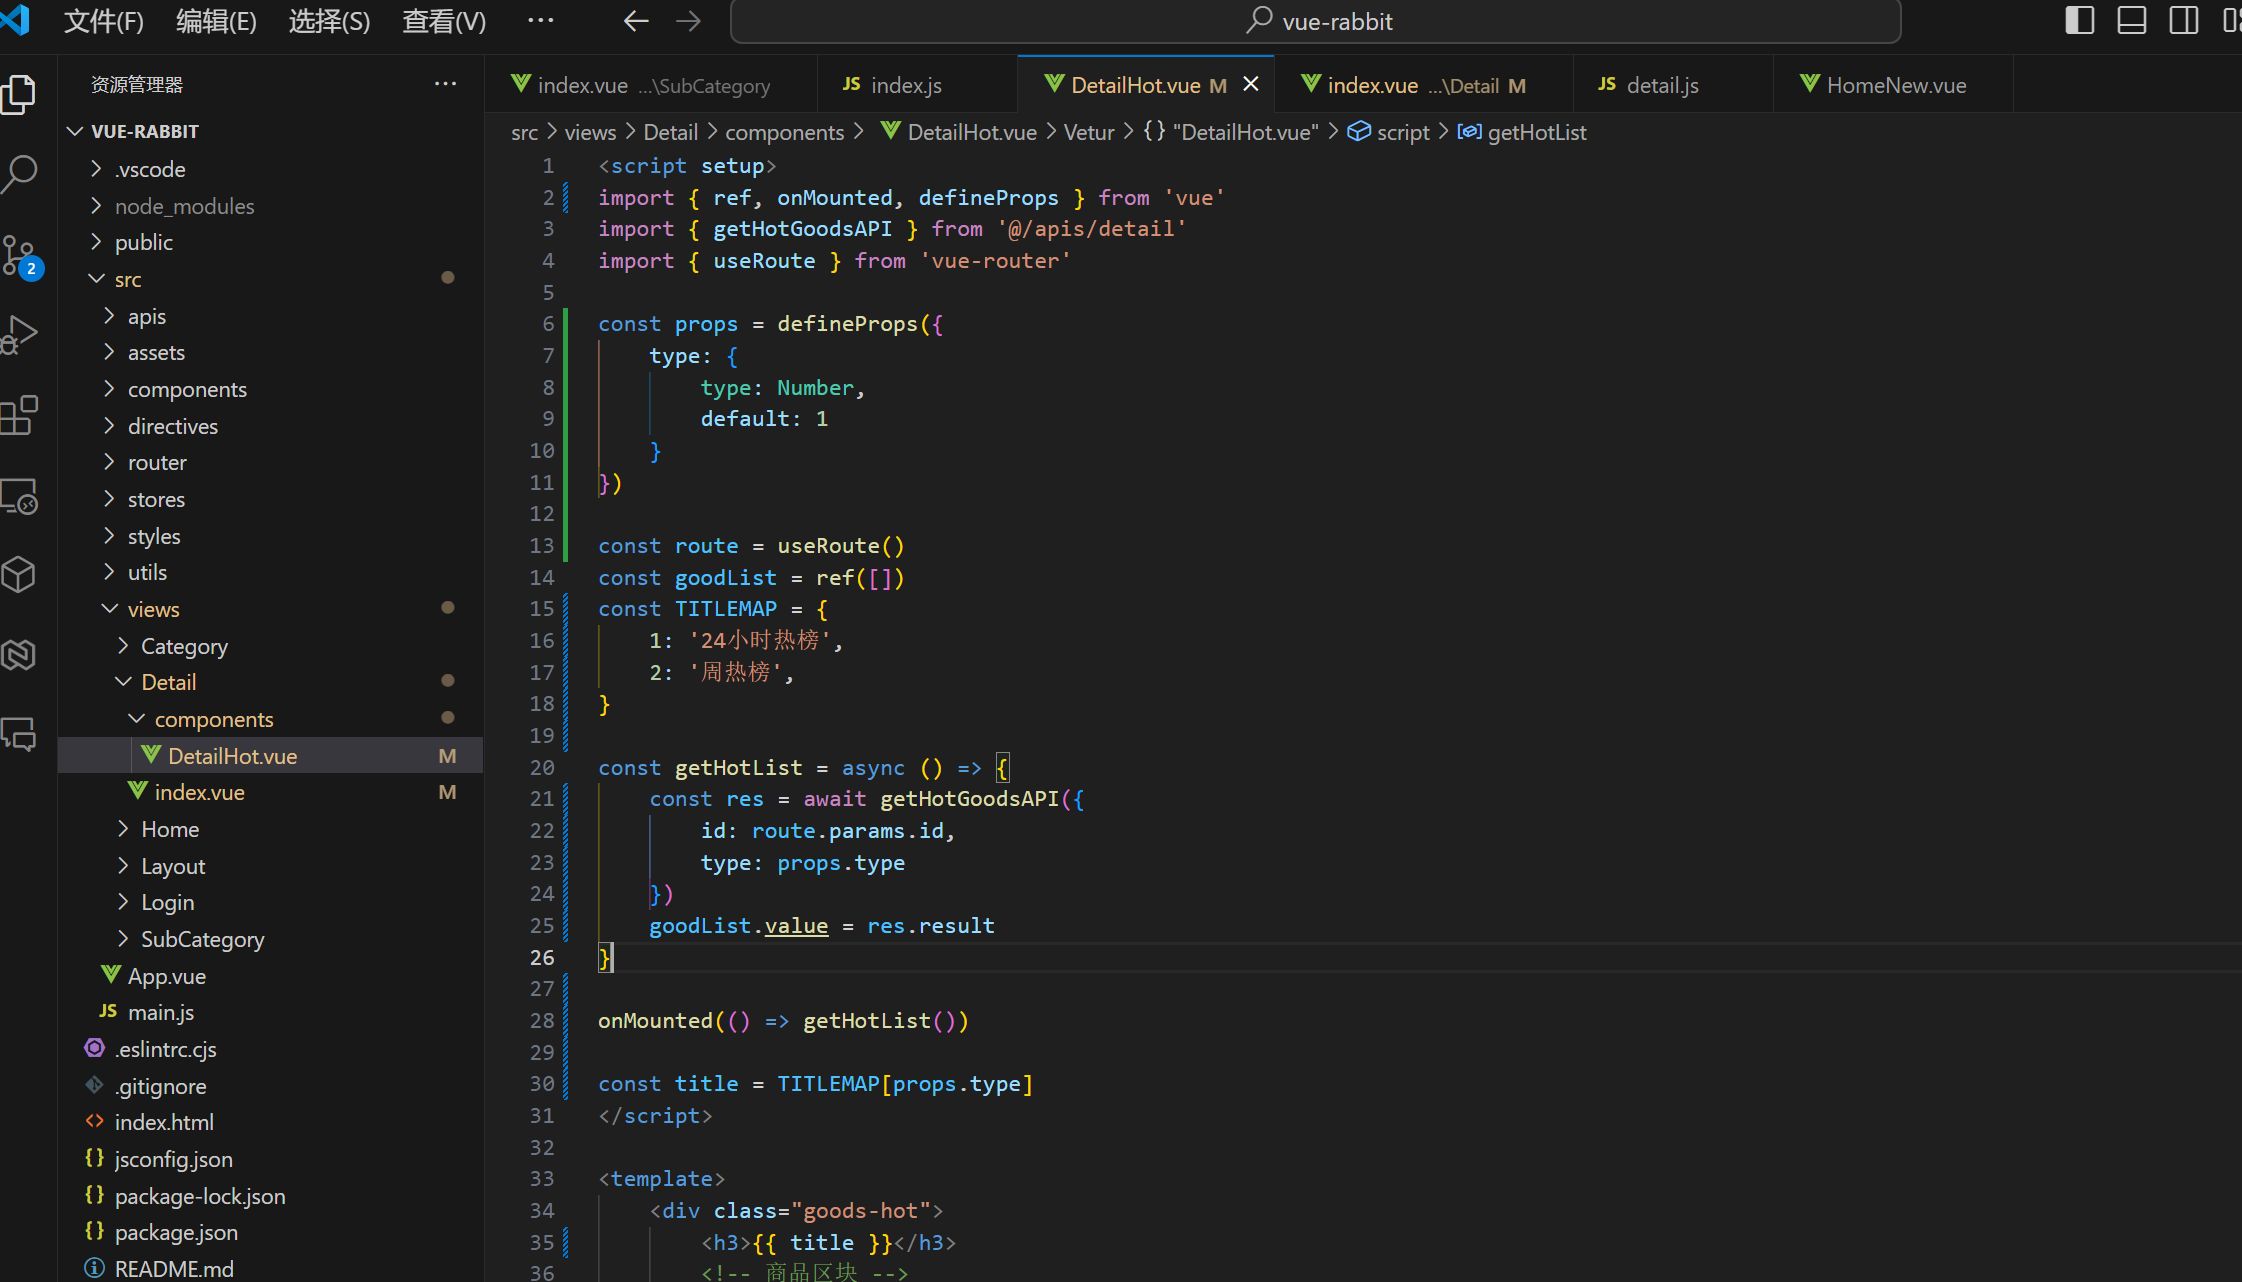 文件(F) 编辑(E) 选择(S) 查看(V) ··· vue-rabbit
资源管理器 ···
VUE-RABBIT
.vscode
node_modules
public
src
apis
assets
components
directives
router
stores
styles
utils
views
Category
Detail
components
DetailHot.vue M
index.vue M
Home
Layout
Login
SubCategory
App.vue
JS main.js
.eslintrc.cjs
.gitignore
<> index.html
{} jsconfig.json
{} package-lock.json
{} package.json
README.md
2
index.vue ...\SubCategory JS index.js DetailHot.vue M index.vue ...\Detail M JS detail.js HomeNew.vue
src > views > Detail > components > DetailHot.vue > Vetur > {} "DetailHot.vue" > script > getHotList
1 <script setup>
2 import { ref, onMounted, defineProps } from 'vue'
3 import { getHotGoodsAPI } from '@/apis/detail'
4 import { useRoute } from 'vue-router'
5
6 const props = defineProps({
7     type: {
8         type: Number,
9         default: 1
10     }
11 })
12
13 const route = useRoute()
14 const goodList = ref([])
15 const TITLEMAP = {
16     1: '24小时热榜',
17     2: '周热榜',
18 }
19
20 const getHotList = async () => {
21     const res = await getHotGoodsAPI({
22         id: route.params.id,
23         type: props.type
24     })
25     goodList.value = res.result
26 }
27
28 onMounted(() => getHotList())
29
30 const title = TITLEMAP[props.type]
31 </script>
32
33 <template>
34     <div class="goods-hot">
35         <h3>{{ title }}</h3>
36         <!-- 商品区块 -->